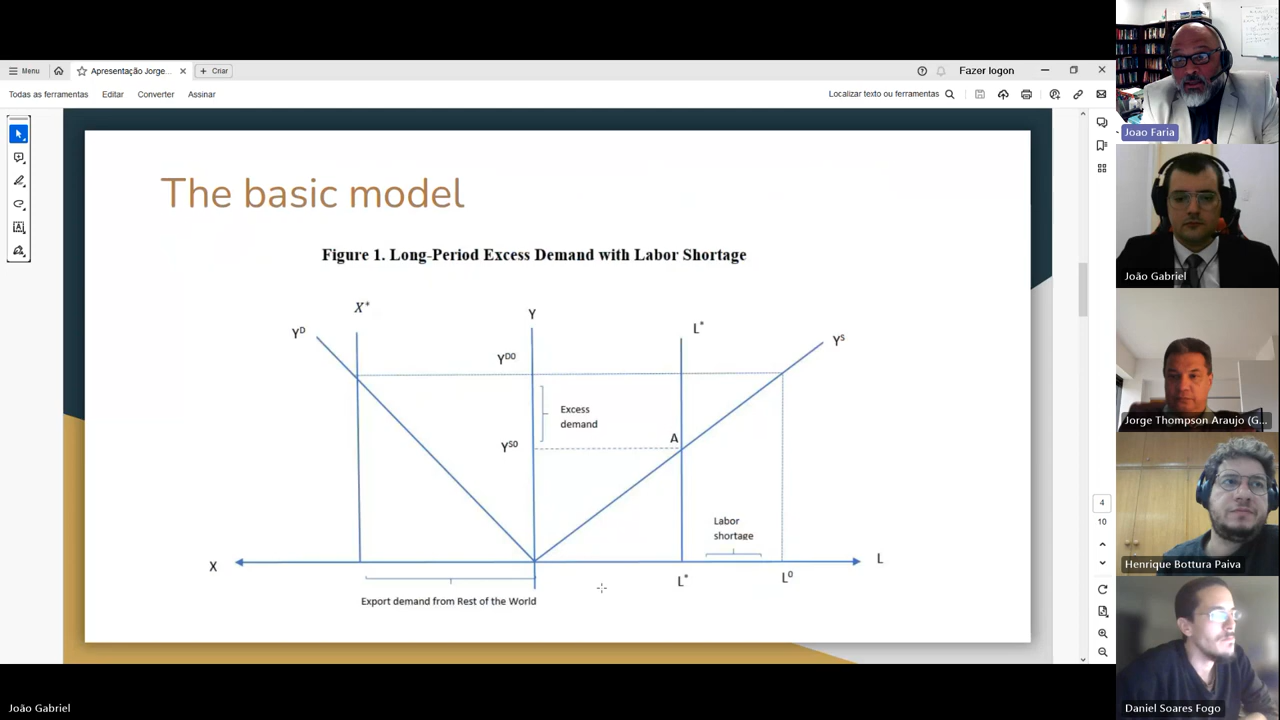 Menu
Apresentação Jorge...
Criar
Fazer logon
Todas as ferramentas
Editar
Converter
Assinar
Localizar texto ou ferramentas
The basic model
Figure 1. Long-Period Excess Demand with Labor Shortage
X*
Y
Y^D
L*
Y^S
Y^D0
Excess
demand
Y^S0
A
Labor
shortage
X
L
L*
L^0
Export demand from Rest of the World
4
10
Joao Faria
João Gabriel
Jorge Thompson Araujo (G...
Henrique Bottura Paiva
Daniel Soares Fogo
João Gabriel